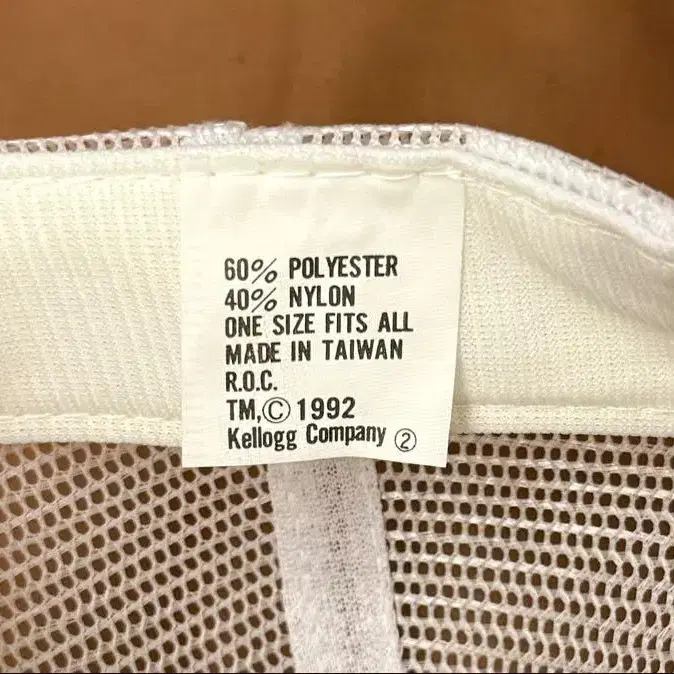 60% POLYESTER
40% NYLON
ONE SIZE FITS ALL
MADE IN TAIWAN
R.O.C.
TM,© 1992
Kellogg Company ②